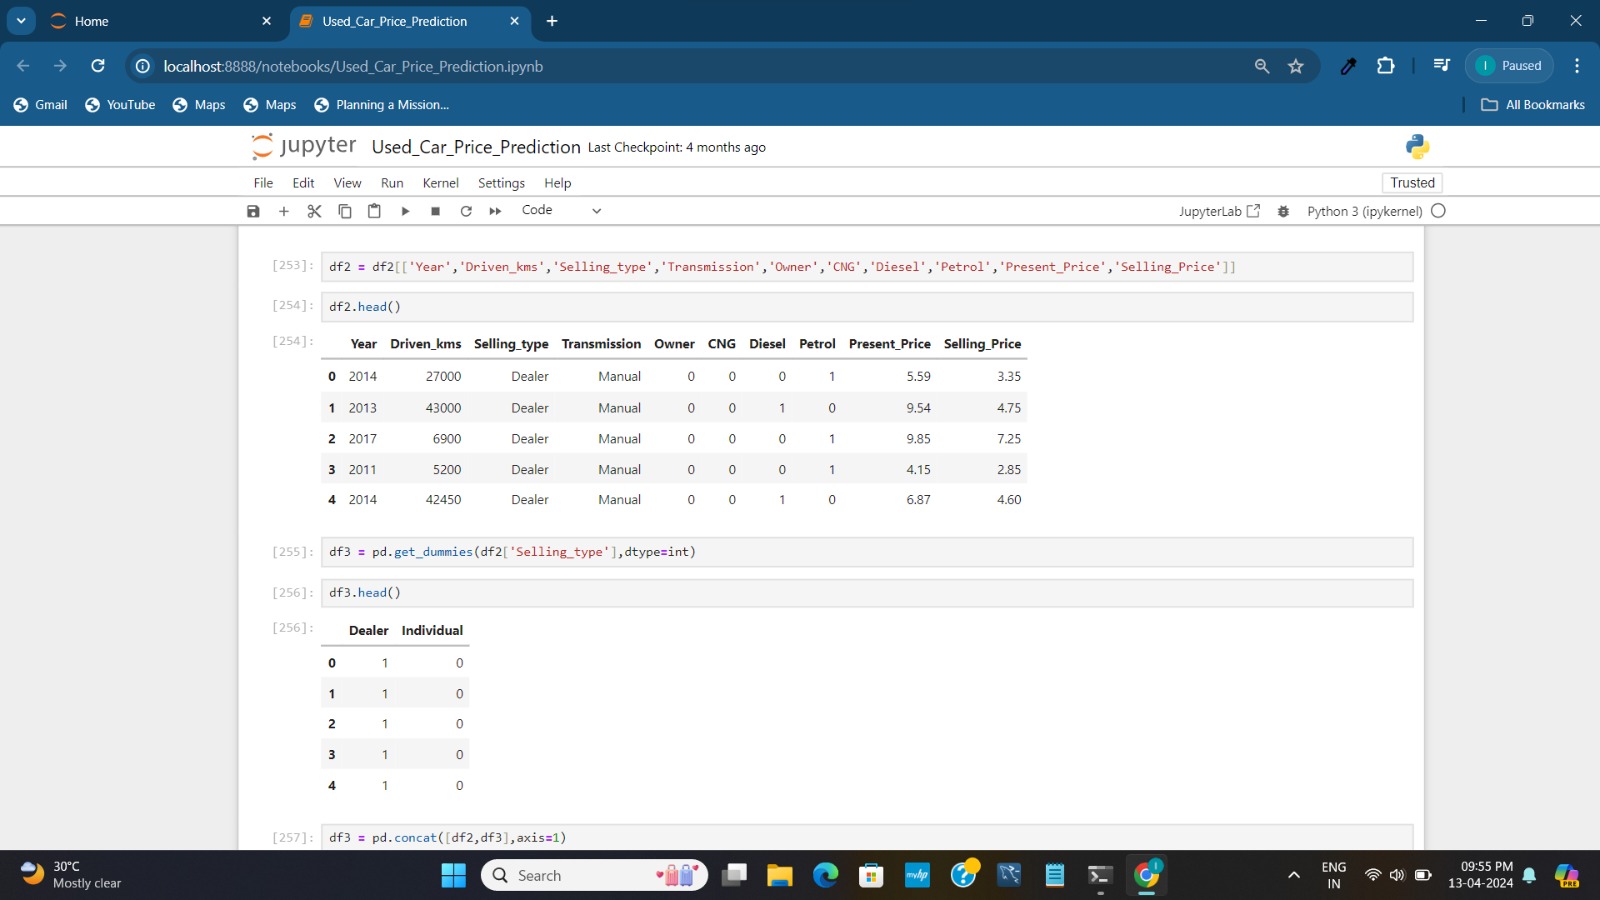 Home
Used_Car_Price_Prediction
localhost:8888/notebooks/Used_Car_Price_Prediction.ipynb
Paused
Gmail YouTube Maps Maps Planning a Mission... All Bookmarks
jupyter Used_Car_Price_Prediction Last Checkpoint: 4 months ago
File Edit View Run Kernel Settings Help Trusted
Code JupyterLab Python 3 (ipykernel)
[253]: df2 = df2[['Year','Driven_kms','Selling_type','Transmission','Owner','CNG','Diesel','Petrol','Present_Price','Selling_Price']]
[254]: df2.head()
[254]: Year Driven_kms Selling_type Transmission Owner CNG Diesel Petrol Present_Price Selling_Price
0 2014 27000 Dealer Manual 0 0 0 1 5.59 3.35
1 2013 43000 Dealer Manual 0 0 1 0 9.54 4.75
2 2017 6900 Dealer Manual 0 0 0 1 9.85 7.25
3 2011 5200 Dealer Manual 0 0 0 1 4.15 2.85
4 2014 42450 Dealer Manual 0 0 1 0 6.87 4.60
[255]: df3 = pd.get_dummies(df2['Selling_type'],dtype=int)
[256]: df3.head()
[256]: Dealer Individual
0 1 0
1 1 0
2 1 0
3 1 0
4 1 0
[257]: df3 = pd.concat([df2,df3],axis=1)
30°C
Mostly clear
Search
myhp
ENG
IN
09:55 PM
13-04-2024
PRE